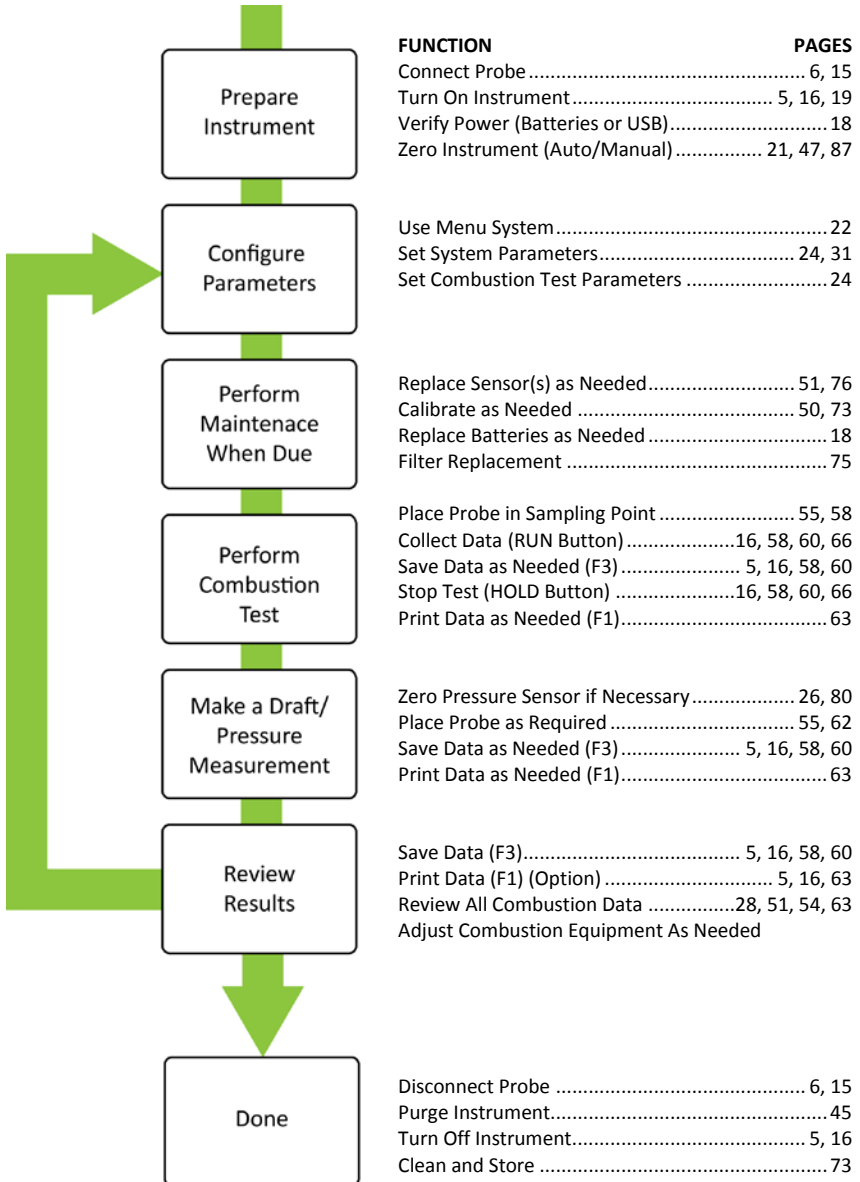 FUNCTION PAGES
Prepare
Instrument
Connect Probe ................................................... 6, 15
Turn On Instrument ..................................... 5, 16, 19
Verify Power (Batteries or USB) ............................. 18
Zero Instrument (Auto/Manual) ................ 21, 47, 87
Configure
Parameters
Use Menu System .................................................. 22
Set System Parameters .................................... 24, 31
Set Combustion Test Parameters .......................... 24
Perform
Maintenace
When Due
Replace Sensor(s) as Needed ........................... 51, 76
Calibrate as Needed ........................................ 50, 73
Replace Batteries as Needed ................................. 18
Filter Replacement ................................................ 75
Perform
Combustion
Test
Place Probe in Sampling Point ......................... 55, 58
Collect Data (RUN Button) ....................16, 58, 60, 66
Save Data as Needed (F3) ...................... 5, 16, 58, 60
Stop Test (HOLD Button) ......................16, 58, 60, 66
Print Data as Needed (F1) ...................................... 63
Make a Draft/
Pressure
Measurement
Zero Pressure Sensor if Necessary ................... 26, 80
Place Probe as Required .................................. 55, 62
Save Data as Needed (F3) ...................... 5, 16, 58, 60
Print Data as Needed (F1) ...................................... 63
Review
Results
Save Data (F3) ........................................ 5, 16, 58, 60
Print Data (F1) (Option) ............................... 5, 16, 63
Review All Combustion Data ................28, 51, 54, 63
Adjust Combustion Equipment As Needed
Done
Disconnect Probe .............................................. 6, 15
Purge Instrument ................................................... 45
Turn Off Instrument ........................................... 5, 16
Clean and Store ..................................................... 73